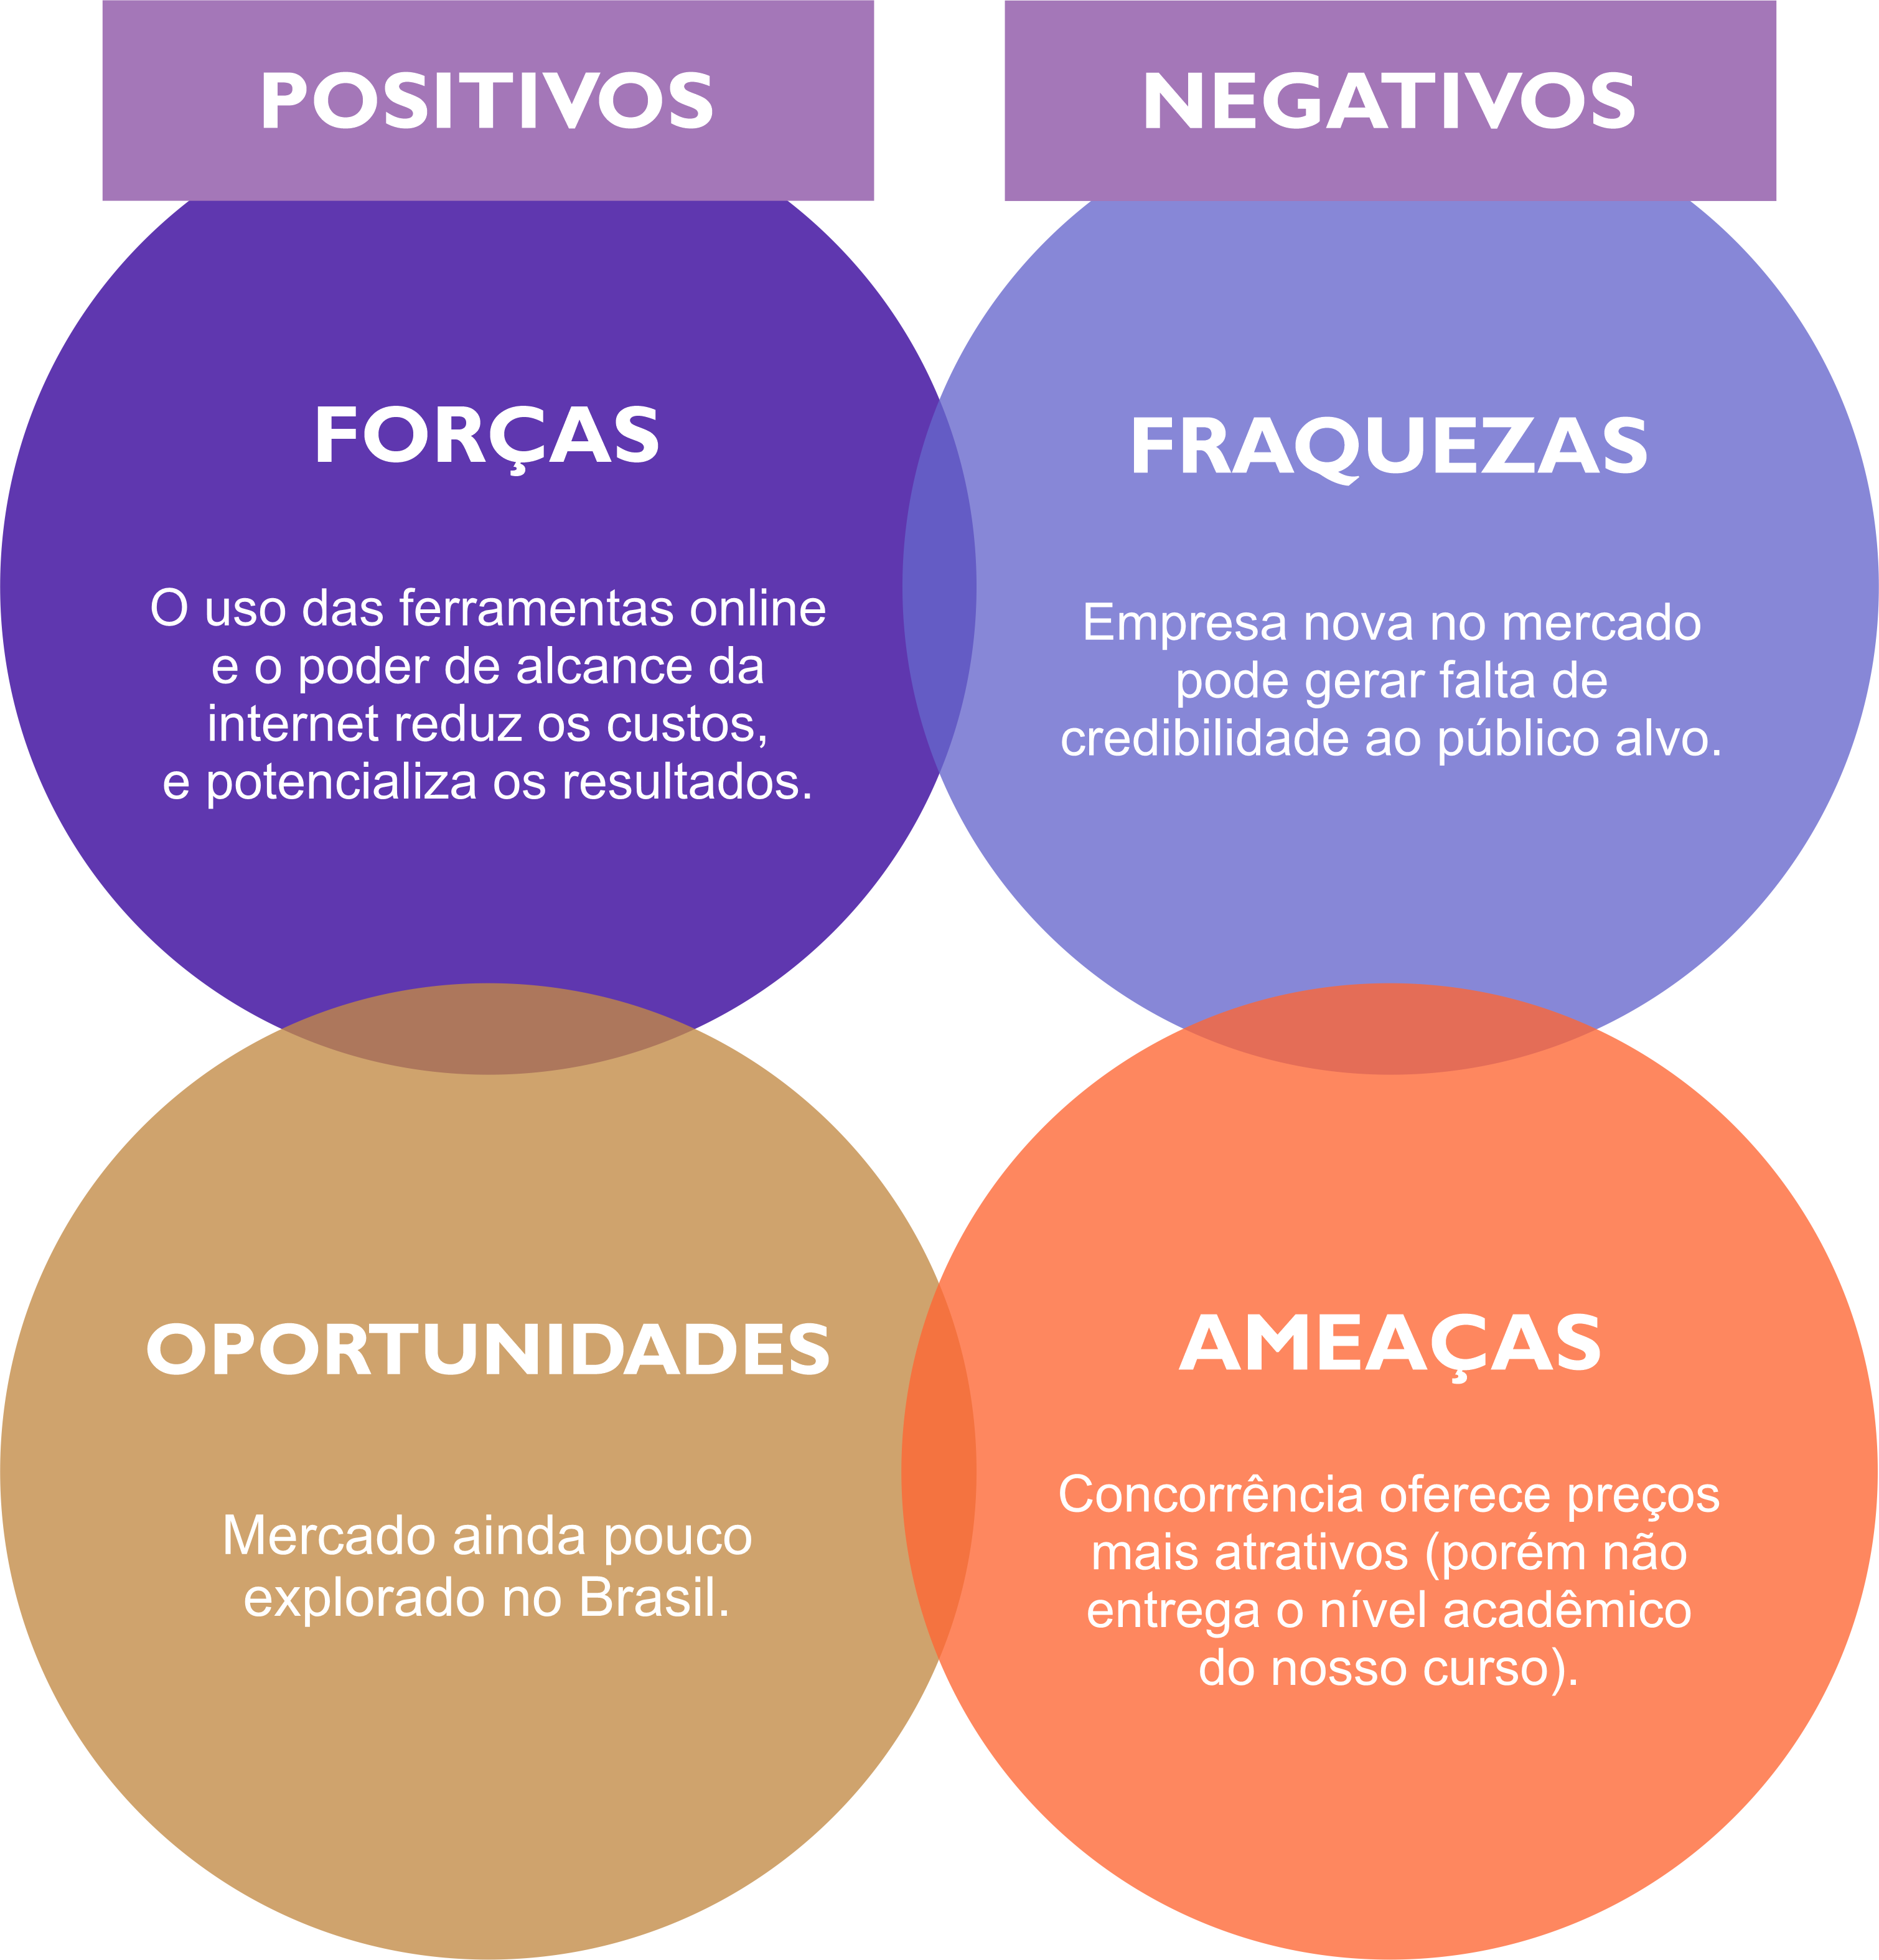 POSITIVOS
NEGATIVOS
FORÇAS
O uso das ferramentas online
e o poder de alcance da
internet reduz os custos,
e potencializa os resultados.
FRAQUEZAS
Empresa nova no mercado
pode gerar falta de
credibilidade ao público alvo.
OPORTUNIDADES
Mercado ainda pouco
explorado no Brasil.
AMEAÇAS
Concorrência oferece preços
mais atrativos (porém não
entrega o nível acadêmico
do nosso curso).